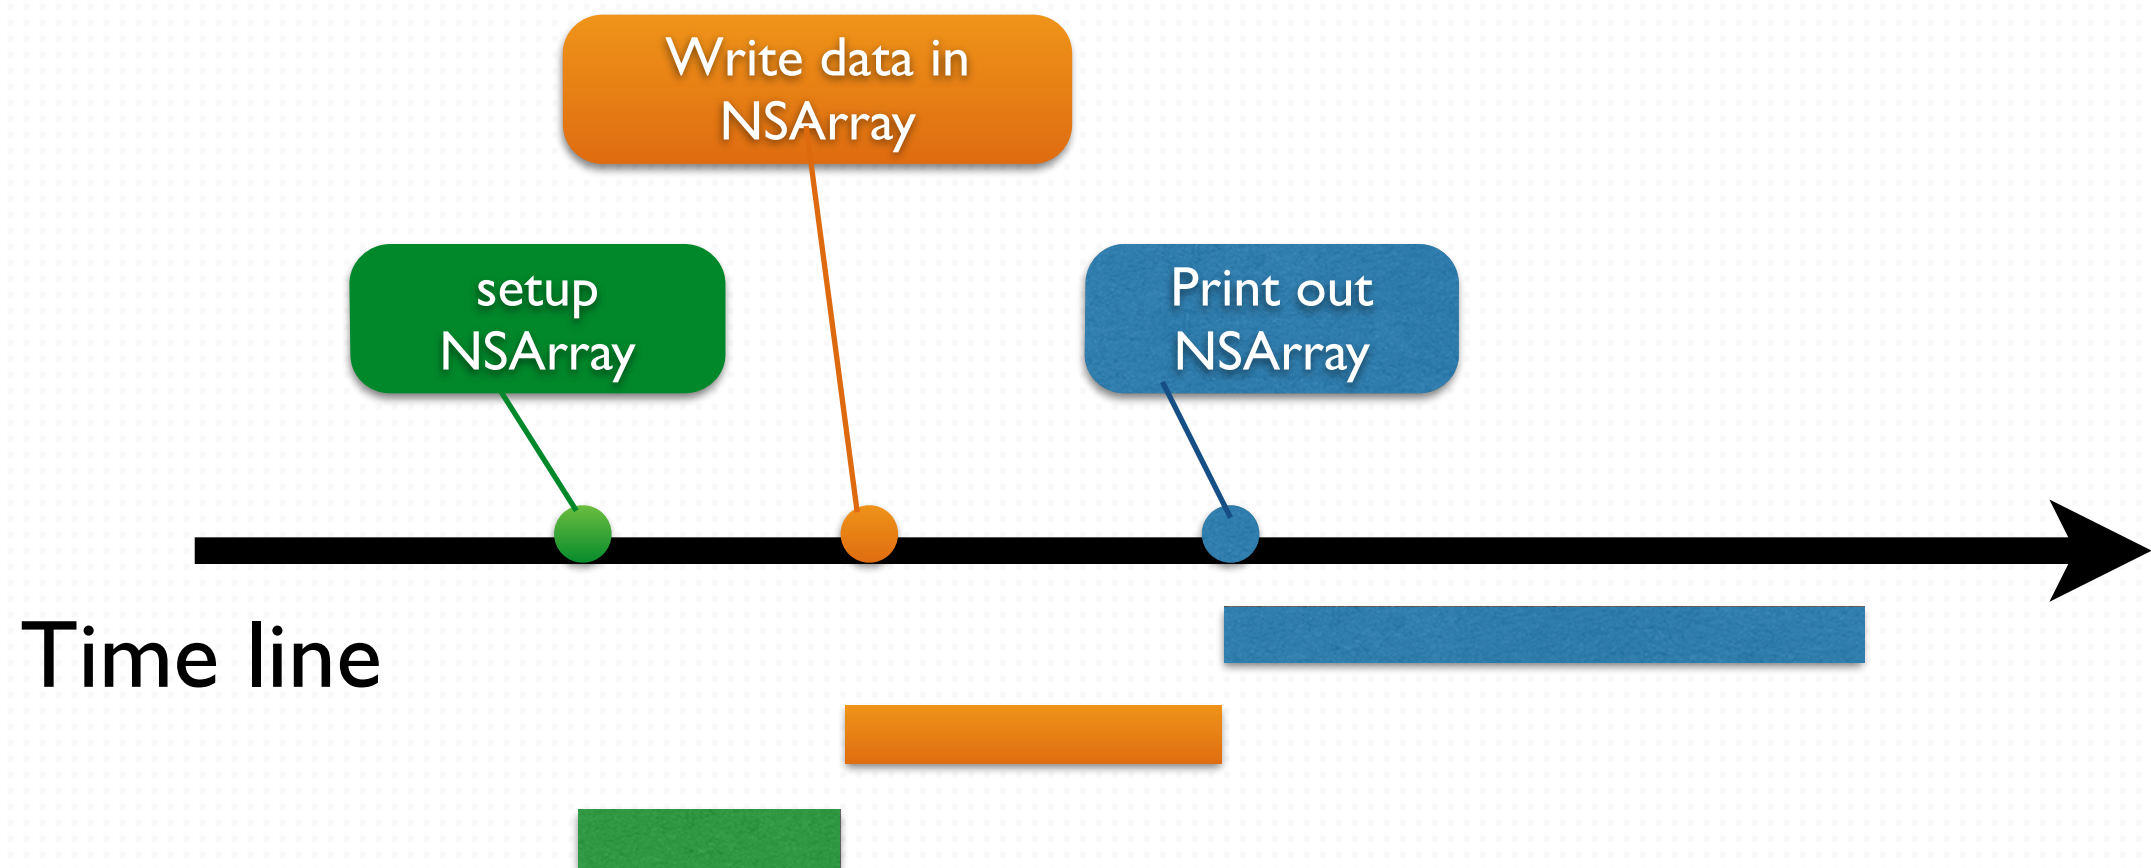 Write data in
NSArray
setup
NSArray
Print out
NSArray
Time line